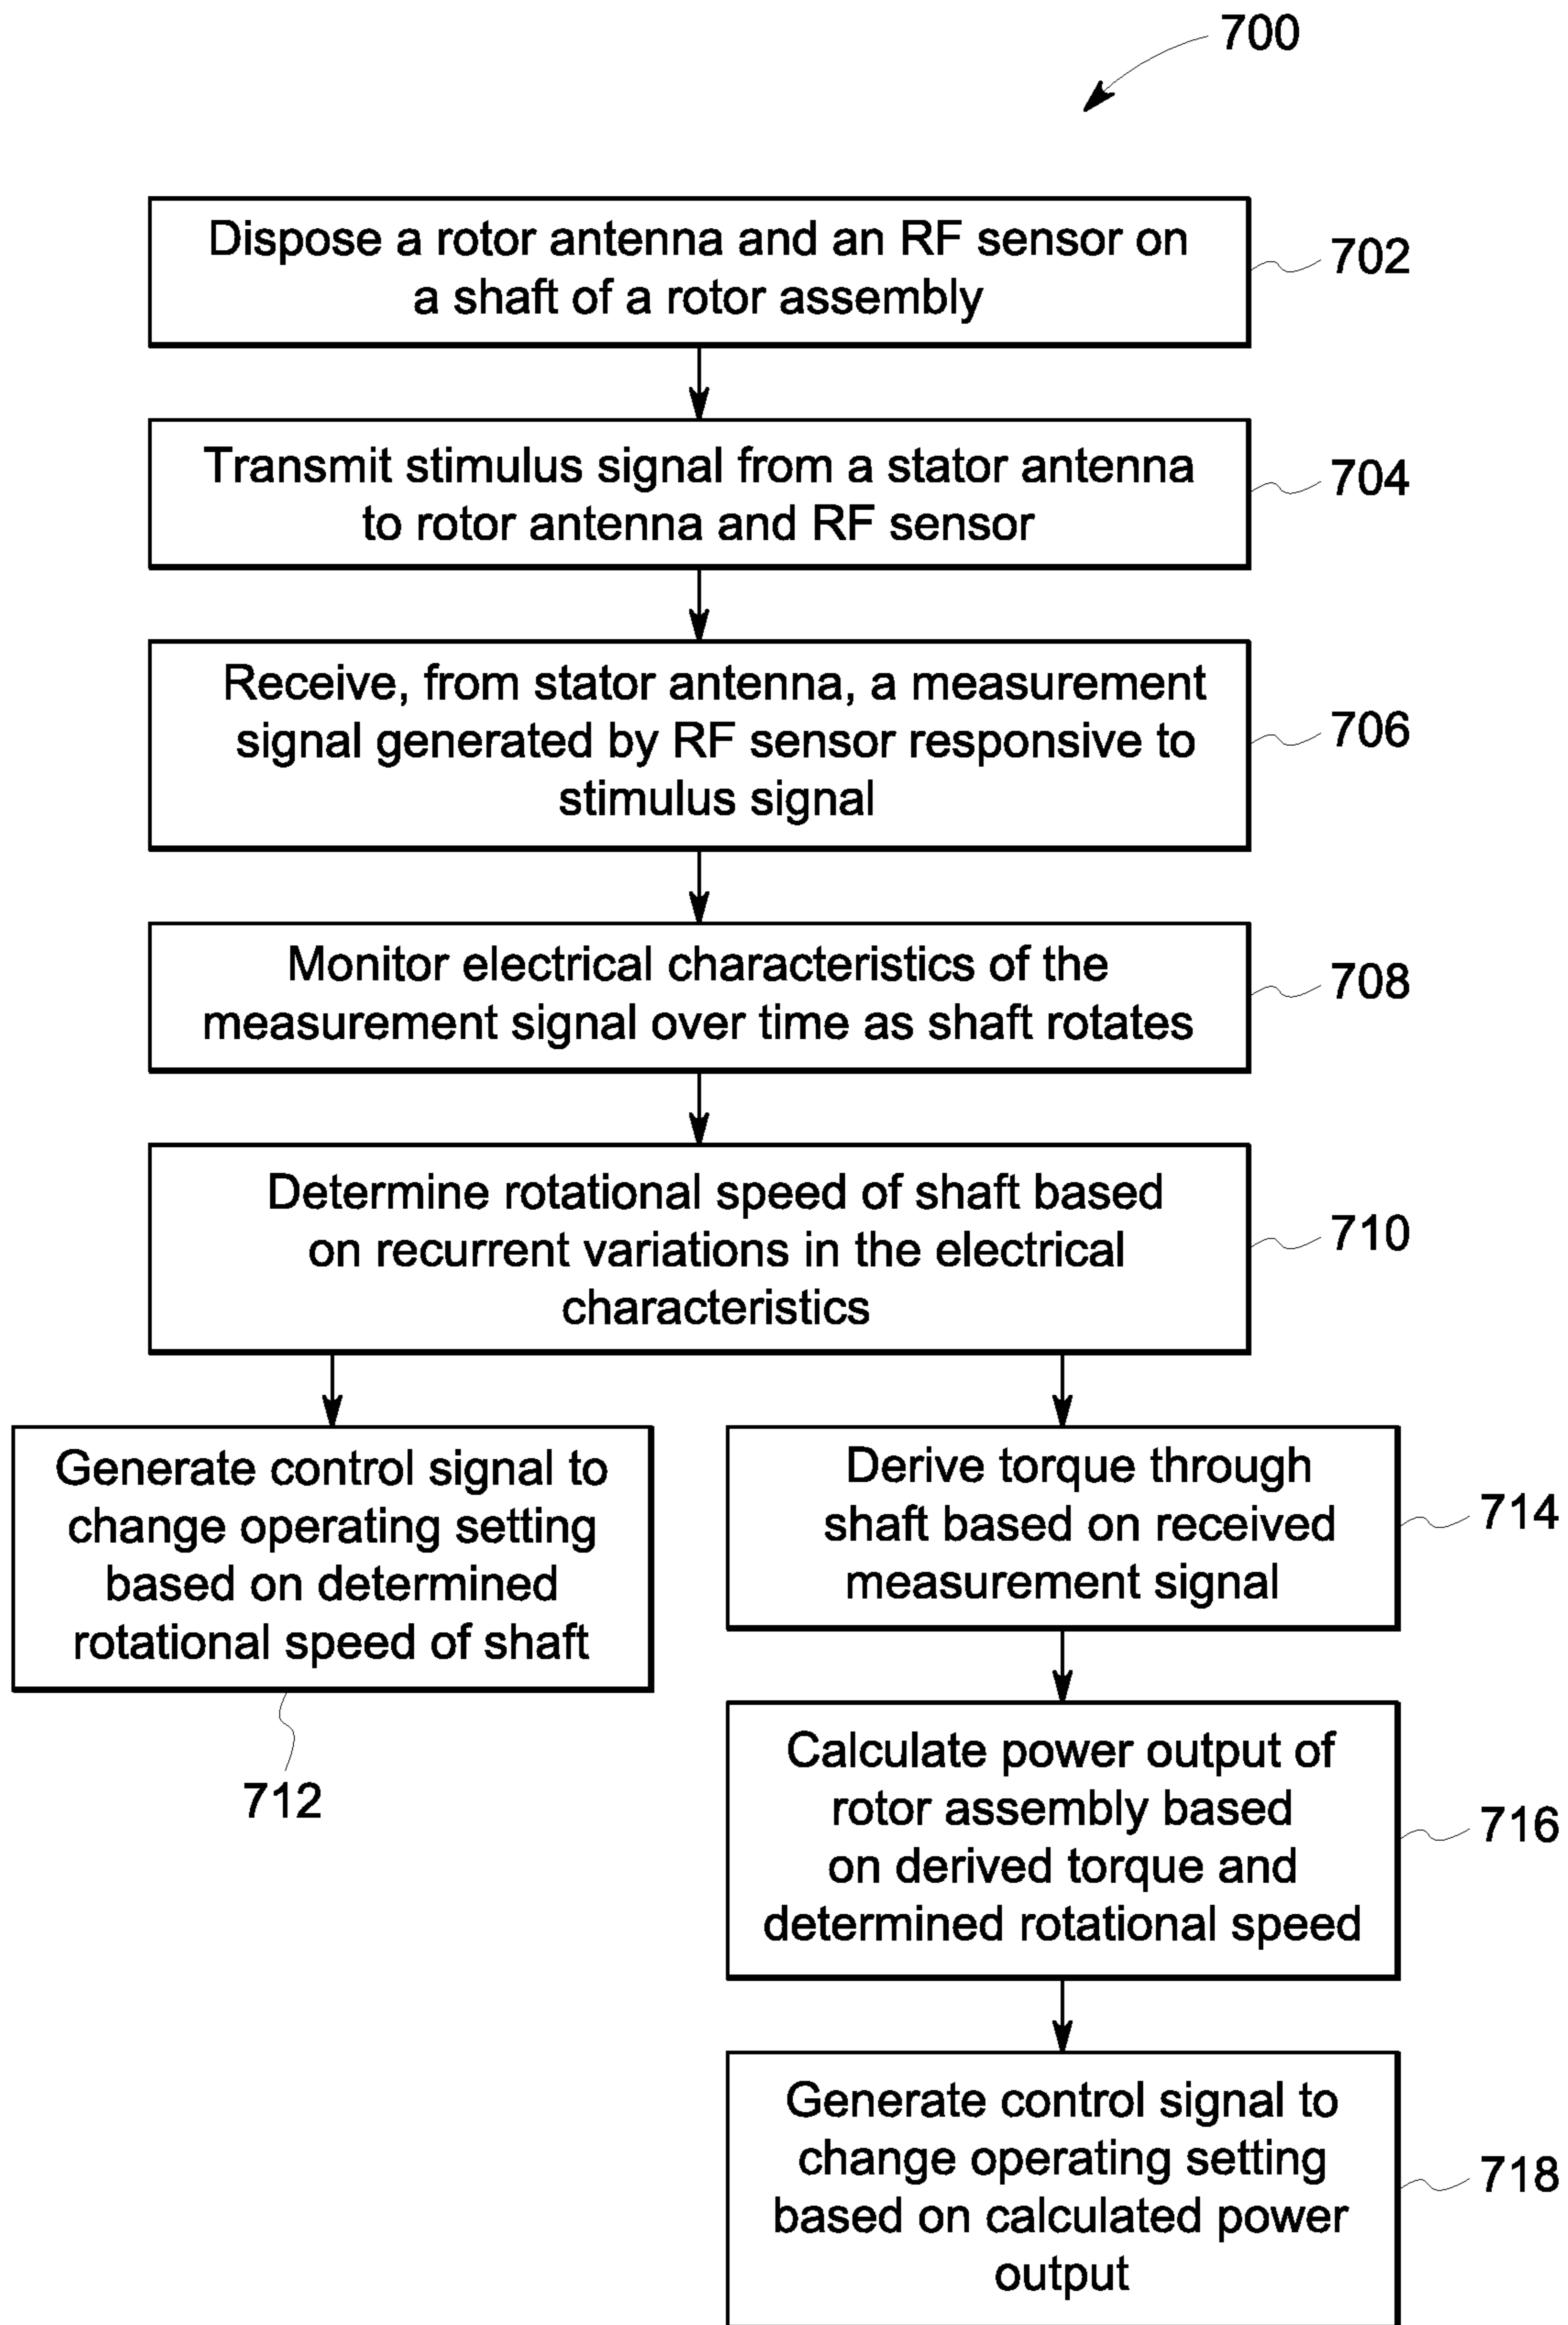 700
Dispose a rotor antenna and an RF sensor on
a shaft of a rotor assembly
702
Transmit stimulus signal from a stator antenna
to rotor antenna and RF sensor
704
Receive, from stator antenna, a measurement
signal generated by RF sensor responsive to
stimulus signal
706
Monitor electrical characteristics of the
measurement signal over time as shaft rotates
708
Determine rotational speed of shaft based
on recurrent variations in the electrical
characteristics
710
Generate control signal to
change operating setting
based on determined
rotational speed of shaft
712
Derive torque through
shaft based on received
measurement signal
714
Calculate power output of
rotor assembly based
on derived torque and
determined rotational speed
716
Generate control signal to
change operating setting
based on calculated power
output
718